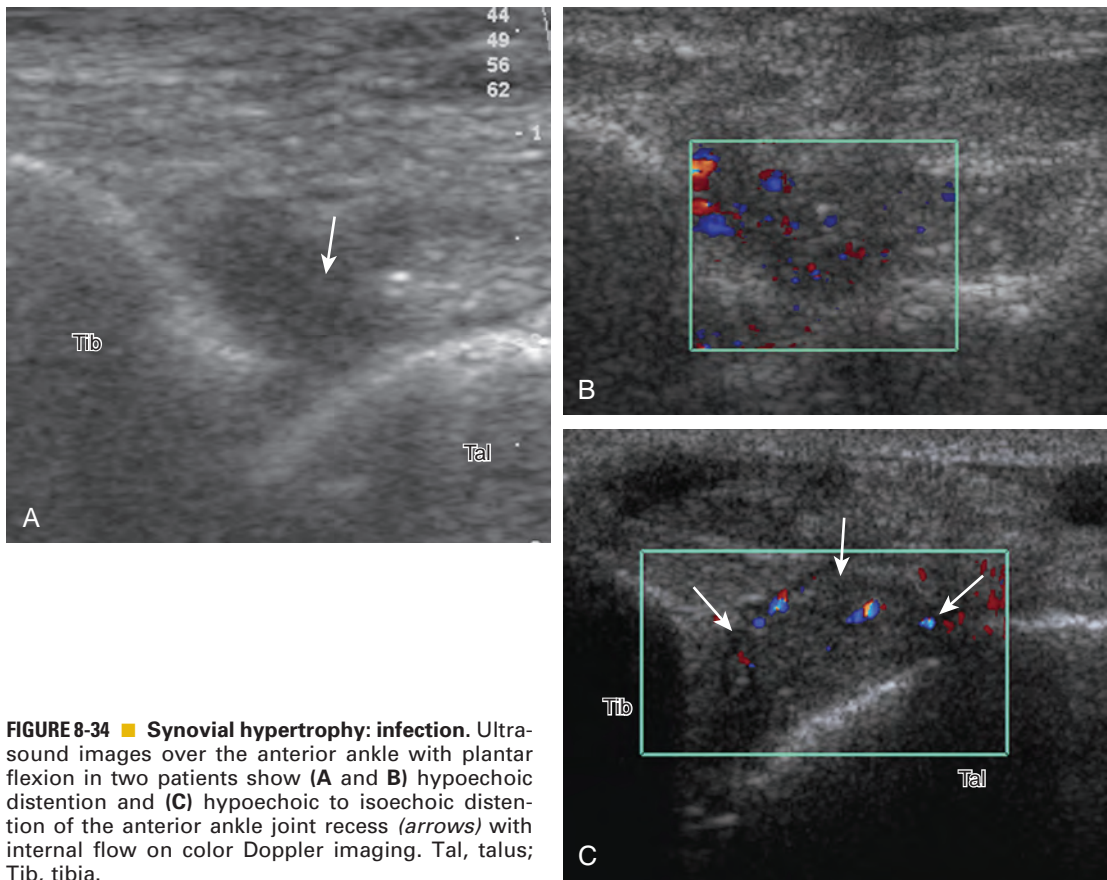 44
49
56
62
- 1
Tib
Tal
A
B
Tib
Tal
C
FIGURE 8-34 ■ Synovial hypertrophy: infection. Ultra-
sound images over the anterior ankle with plantar
flexion in two patients show (A and B) hypoechoic
distention and (C) hypoechoic to isoechoic disten-
tion of the anterior ankle joint recess (arrows) with
internal flow on color Doppler imaging. Tal, talus;
Tib, tibia.